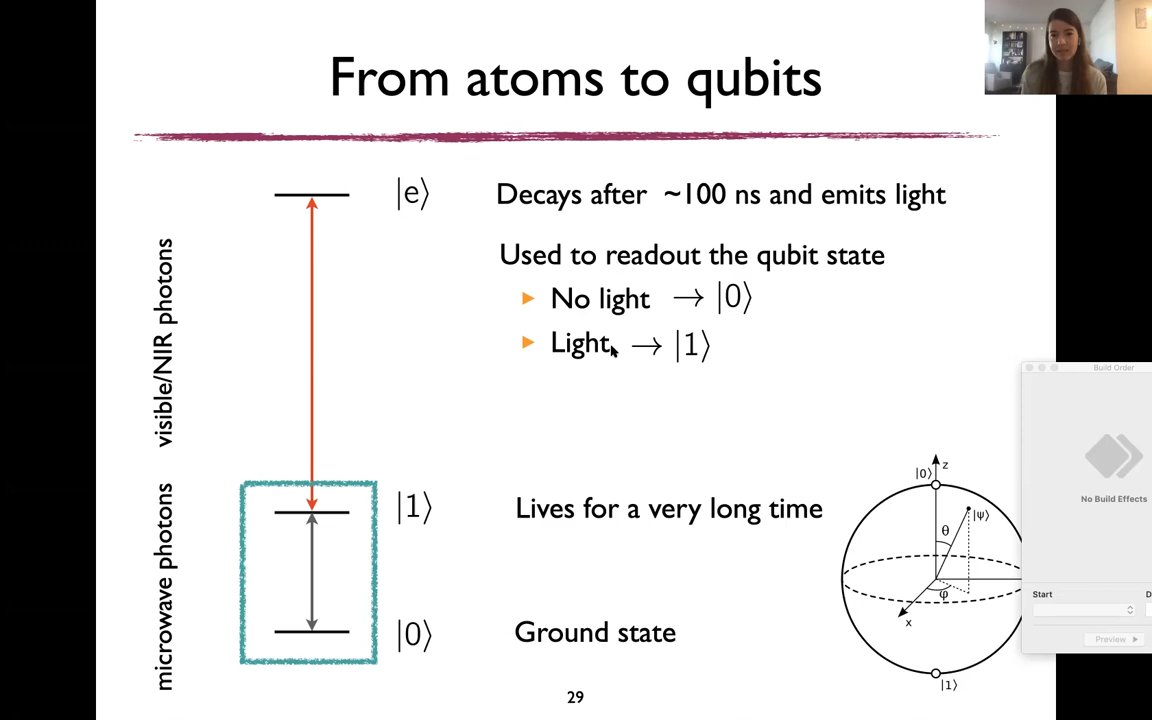 From atoms to qubits
|e⟩ Decays after ~100 ns and emits light
Used to readout the qubit state
▸ No light → |0⟩
▸ Light → |1⟩
visible/NIR photons
|1⟩ Lives for a very long time
microwave photons
|0⟩ Ground state
|0⟩
z
|ψ⟩
θ
φ
x
|1⟩
29
Build Order
No Build Effects
Start D
Preview ▸